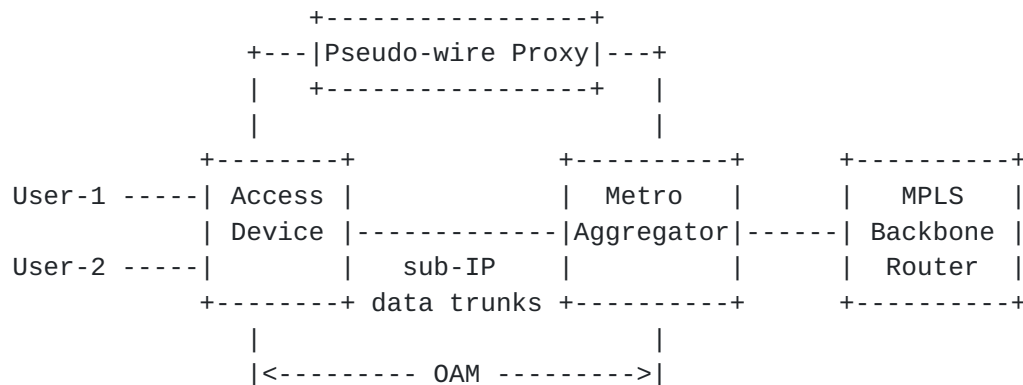 +-----------------+
+---|Pseudo-wire Proxy|---+
|   +-----------------+   |
|                         |
+--------+            +----------+      +----------+
User-1 -----| Access |            |  Metro   |      |   MPLS   |
| Device |------------|Aggregator|------| Backbone |
User-2 -----|        |   sub-IP   |          |      |  Router  |
+--------+ data trunks +----------+      +----------+
|                         |
|<--------- OAM --------->|